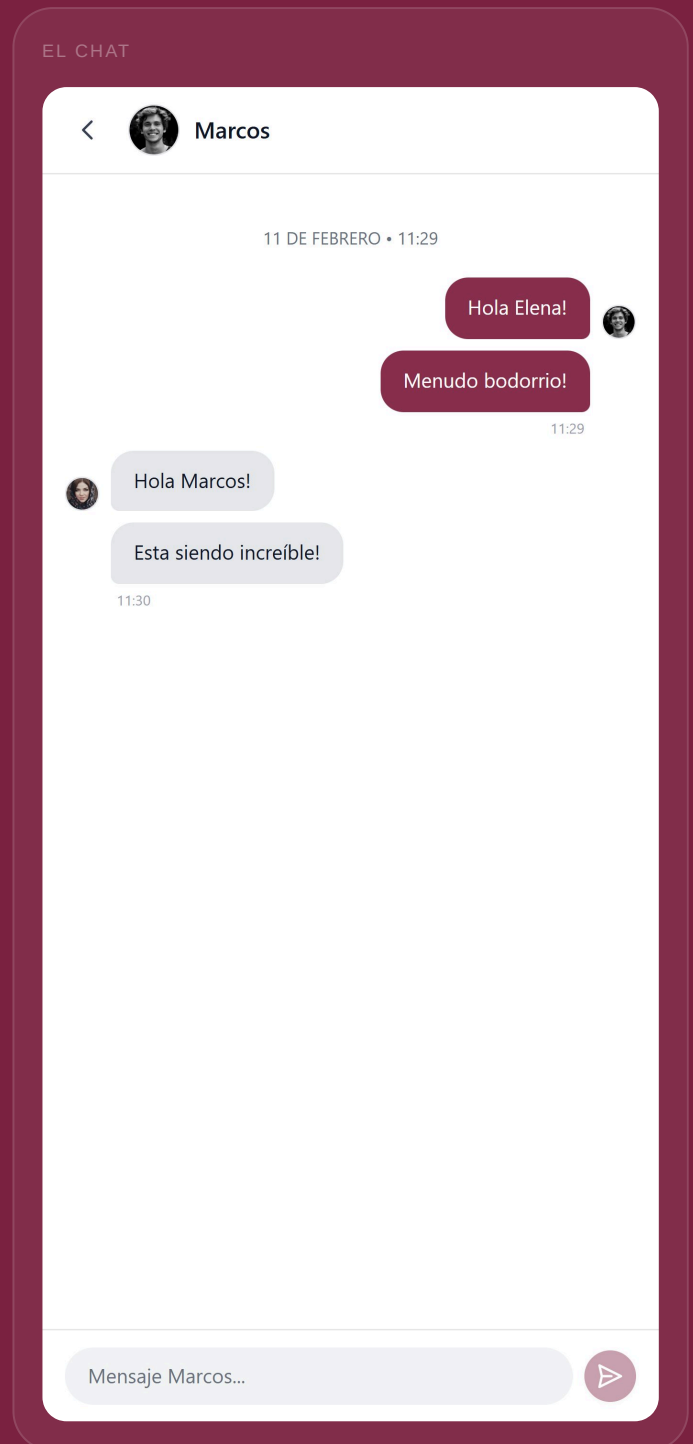 EL CHAT
Marcos
11 DE FEBRERO • 11:29
Hola Elena!
Menudo bodorrio!
11:29
Hola Marcos!
Esta siendo increíble!
11:30
Mensaje Marcos...